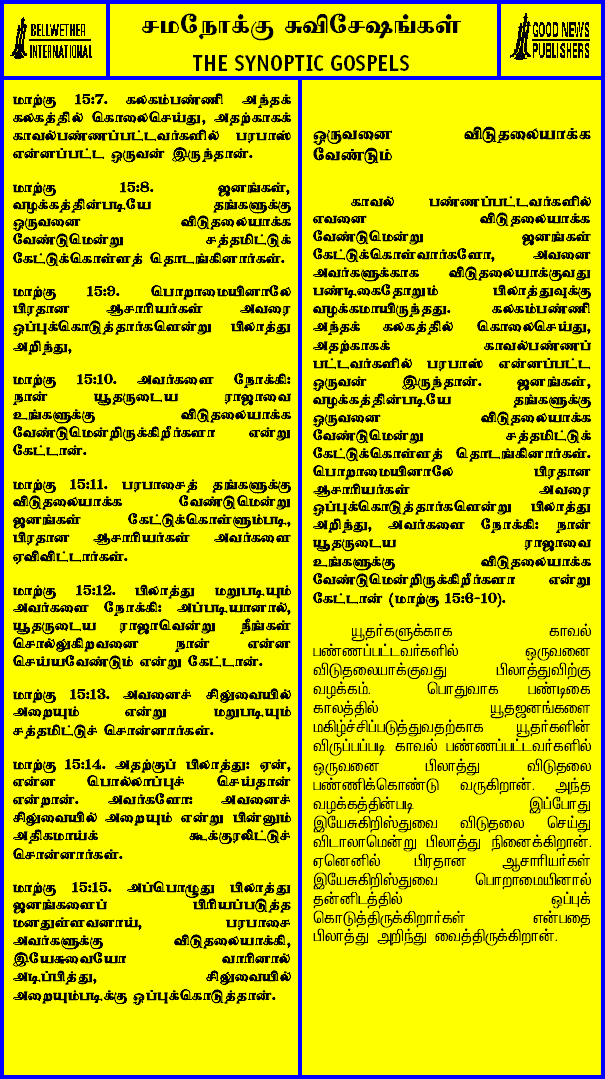 BELLWETHER
INTERNATIONAL
சமநோக்கு சுவிசேஷங்கள்
THE SYNOPTIC GOSPELS
GOOD NEWS
PUBLISHERS
மாற்கு 15:7. கலகம்பண்ணி அந்தக்
கலகத்தில் கொலைசெய்து, அதற்காகக்
காவல்பண்ணப்பட்டவர்களில் பரபாஸ்
என்னப்பட்ட ஒருவன் இருந்தான்.
மாற்கு 15:8. ஜனங்கள்,
வழக்கத்தின்படியே தங்களுக்கு
ஒருவனை விடுதலையாக்க
வேண்டுமென்று சத்தமிட்டுக்
கேட்டுக்கொள்ளத் தொடங்கினார்கள்.
மாற்கு 15:9. பொறாமையினாலே
பிரதான ஆசாரியர்கள் அவரை
ஒப்புக்கொடுத்தார்களென்று பிலாத்து
அறிந்து,
மாற்கு 15:10. அவர்களை நோக்கி:
நான் யூதருடைய ராஜாவை
உங்களுக்கு விடுதலையாக்க
வேண்டுமென்றிருக்கிறீர்களா என்று
கேட்டான்.
மாற்கு 15:11. பரபாசைத் தங்களுக்கு
விடுதலையாக்க வேண்டுமென்று
ஜனங்கள் கேட்டுக்கொள்ளும்படி,
பிரதான ஆசாரியர்கள் அவர்களை
ஏவிவிட்டார்கள்.
மாற்கு 15:12. பிலாத்து மறுபடியும்
அவர்களை நோக்கி: அப்படியானால்,
யூதருடைய ராஜாவென்று நீங்கள்
சொல்லுகிறவனை நான் என்ன
செய்யவேண்டும் என்று கேட்டான்.
மாற்கு 15:13. அவனைச் சிலுவையில்
அறையும் என்று மறுபடியும்
சத்தமிட்டுச் சொன்னார்கள்.
மாற்கு 15:14. அதற்குப் பிலாத்து: ஏன்,
என்ன பொல்லாப்புச் செய்தான்
என்றான். அவர்களோ: அவனைச்
சிலுவையில் அறையும் என்று பின்னும்
அதிகமாய்க் கூக்குரலிட்டுச்
சொன்னார்கள்.
மாற்கு 15:15. அப்பொழுது பிலாத்து
ஜனங்களைப் பிரியப்படுத்த
மனதுள்ளவனாய், பரபாசை
அவர்களுக்கு விடுதலையாக்கி,
இயேசுவையோ வாரினால்
அடிப்பித்து, சிலுவையில்
அறையும்படிக்கு ஒப்புக்கொடுத்தான்.
ஒருவனை விடுதலையாக்க
வேண்டும்
காவல் பண்ணப்பட்டவர்களில்
எவனை விடுதலையாக்க
வேண்டுமென்று ஜனங்கள்
கேட்டுக்கொள்வார்களோ, அவனை
அவர்களுக்காக விடுதலையாக்குவது
பண்டிகைதோறும் பிலாத்துவுக்கு
வழக்கமாயிருந்தது. கலகம்பண்ணி
அந்தக் கலகத்தில் கொலைசெய்து,
அதற்காகக் காவல்பண்ணப்
பட்டவர்களில் பரபாஸ் என்னப்பட்ட
ஒருவன் இருந்தான். ஜனங்கள்,
வழக்கத்தின்படியே தங்களுக்கு
ஒருவனை விடுதலையாக்க
வேண்டுமென்று சத்தமிட்டுக்
கேட்டுக்கொள்ளத் தொடங்கினார்கள்.
பொறாமையினாலே பிரதான
ஆசாரியர்கள் அவரை
ஒப்புக்கொடுத்தார்களென்று பிலாத்து
அறிந்து, அவர்களை நோக்கி: நான்
யூதருடைய ராஜாவை
உங்களுக்கு விடுதலையாக்க
வேண்டுமென்றிருக்கிறீர்களா என்று
கேட்டான் (மாற்கு 15:6-10).
யூதர்களுக்காக காவல்
பண்ணப்பட்டவர்களில் ஒருவனை
விடுதலையாக்குவது பிலாத்துவிற்கு
வழக்கம். பொதுவாக பண்டிகை
காலத்தில் யூதஜனங்களை
மகிழ்ச்சிப்படுத்துவதற்காக யூதர்களின்
விருப்பப்படி காவல் பண்ணப்பட்டவர்களில்
ஒருவனை பிலாத்து விடுதலை
பண்ணிக்கொண்டு வருகிறான். அந்த
வழக்கத்தின்படி இப்போது
இயேசுகிறிஸ்துவை விடுதலை செய்து
விடாலாமென்று பிலாத்து நினைக்கிறான்.
ஏனெனில் பிரதான ஆசாரியர்கள்
இயேசுகிறிஸ்துவை பொறாமையினால்
தன்னிடத்தில் ஒப்புக்
கொடுத்திருக்கிறார்கள் என்பதை
பிலாத்து அறிந்து வைத்திருக்கிறான்.